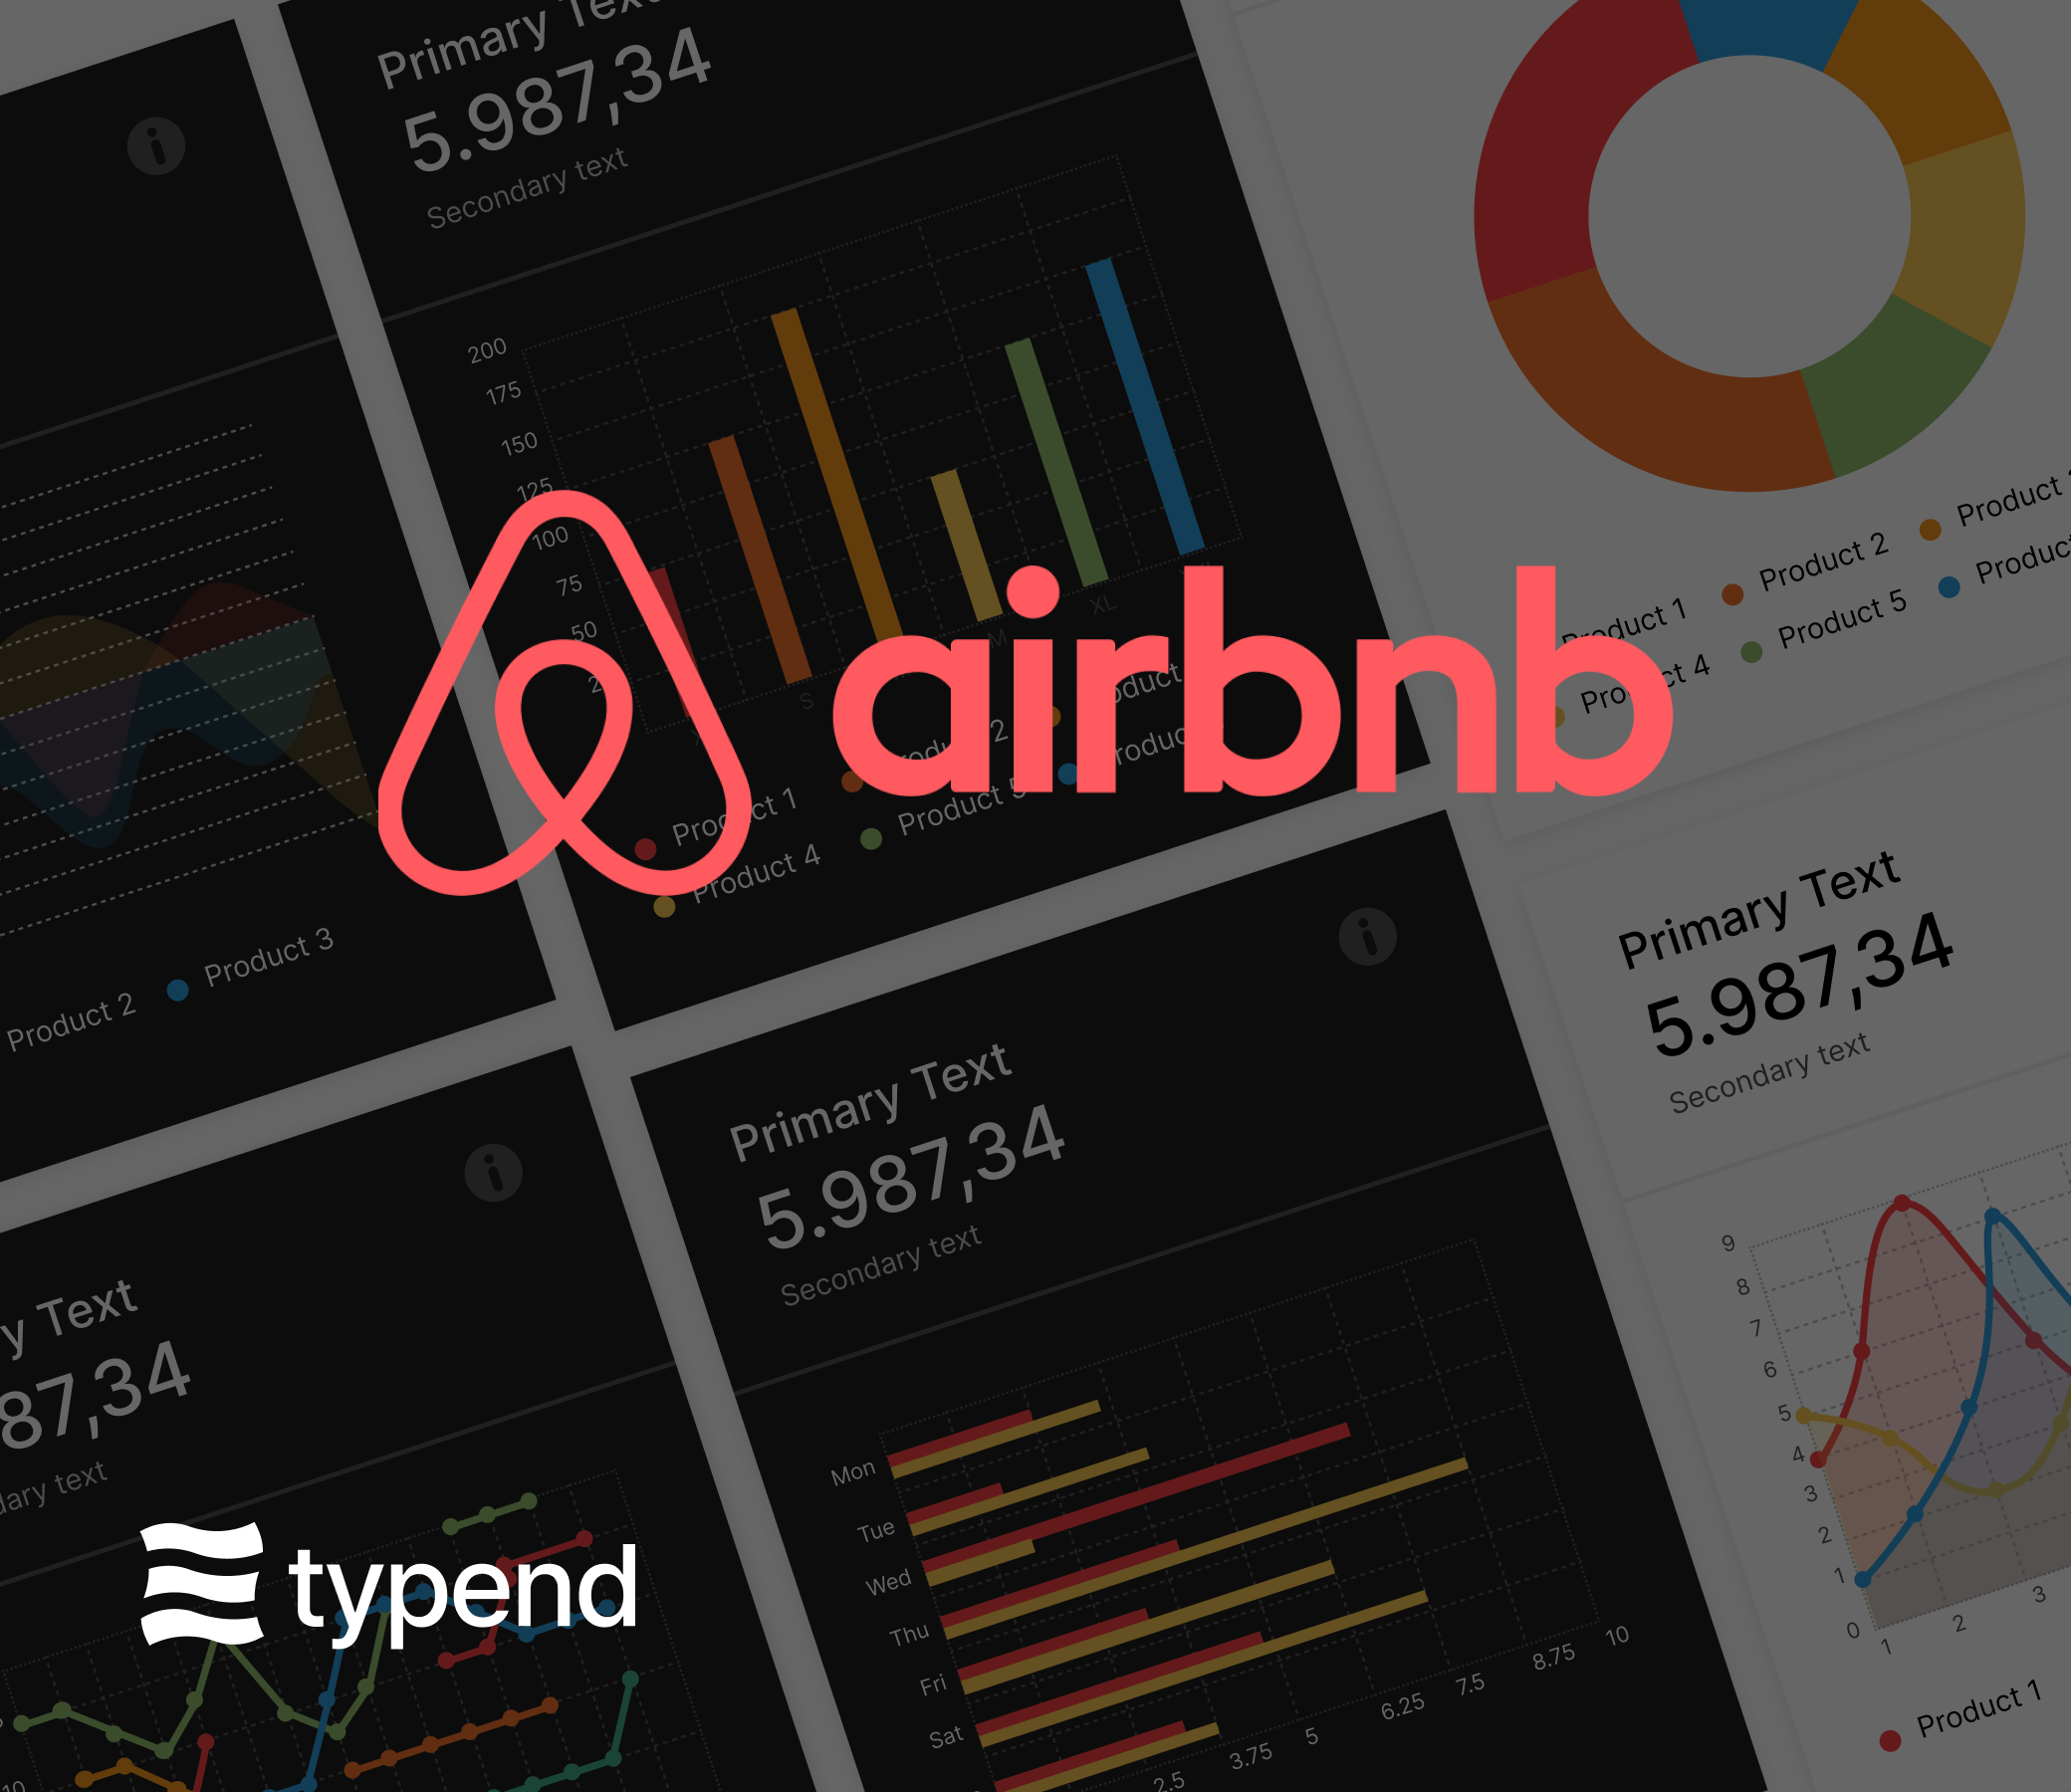 Primary Text
5.987,34
Secondary text
200
175
150
125
100
75
50
S
M
XL
Product 1
Product 2
Product 4
Product 5
Product 2
Product 3
Product 1
Product 2
Product
Product 4
Product 5
Product
airbnb
Primary Text
5.987,34
Secondary text
9
8
7
6
5
4
3
2
1
0
1
2
3
Product 1
Primary Text
5.987,34
Secondary text
Mon
Tue
Wed
Thu
Fri
Sat
2.5
3.75
5
6.25
7.5
8.75
10
y Text
87,34
dary text
10
typend